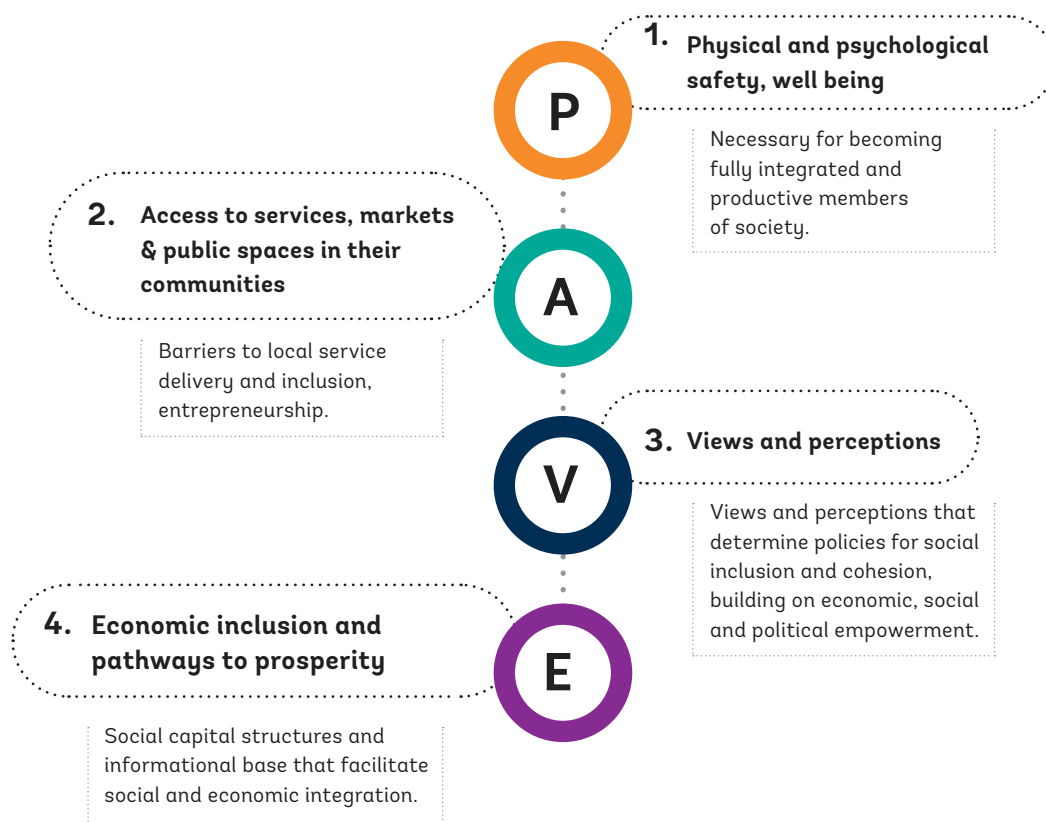 P
1. Physical and psychological
safety, well being
Necessary for becoming
fully integrated and
productive members
of society.
2. Access to services, markets
& public spaces in their
communities
A
Barriers to local service
delivery and inclusion,
entrepreneurship.
V
3. Views and perceptions
Views and perceptions that
determine policies for social
inclusion and cohesion,
building on economic, social
and political empowerment.
4. Economic inclusion and
pathways to prosperity
E
Social capital structures and
informational base that facilitate
social and economic integration.